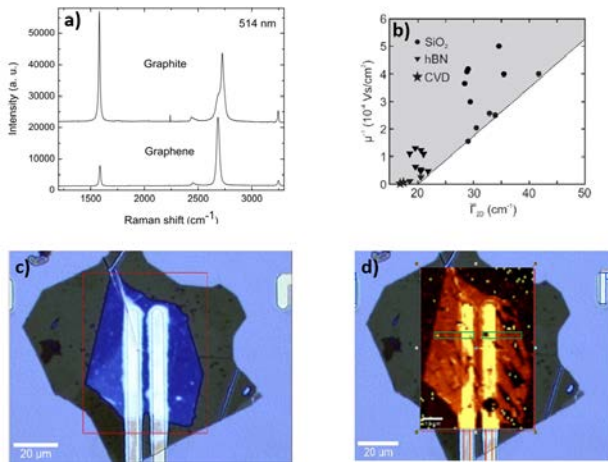 a)
514 nm
Graphite
Graphene
Intensity (a. u.)
60000
50000
40000
30000
20000
10000
0
1500
2000
2500
3000
Raman shift (cm⁻¹)
b)
SiO₂
hBN
CVD
μ⁻¹ (10⁻⁴ Vs/cm²)
6
5
4
3
2
1
0
10
20
30
40
50
Γ̅₂D (cm⁻¹)
c)
20 μm
d)
20 μm